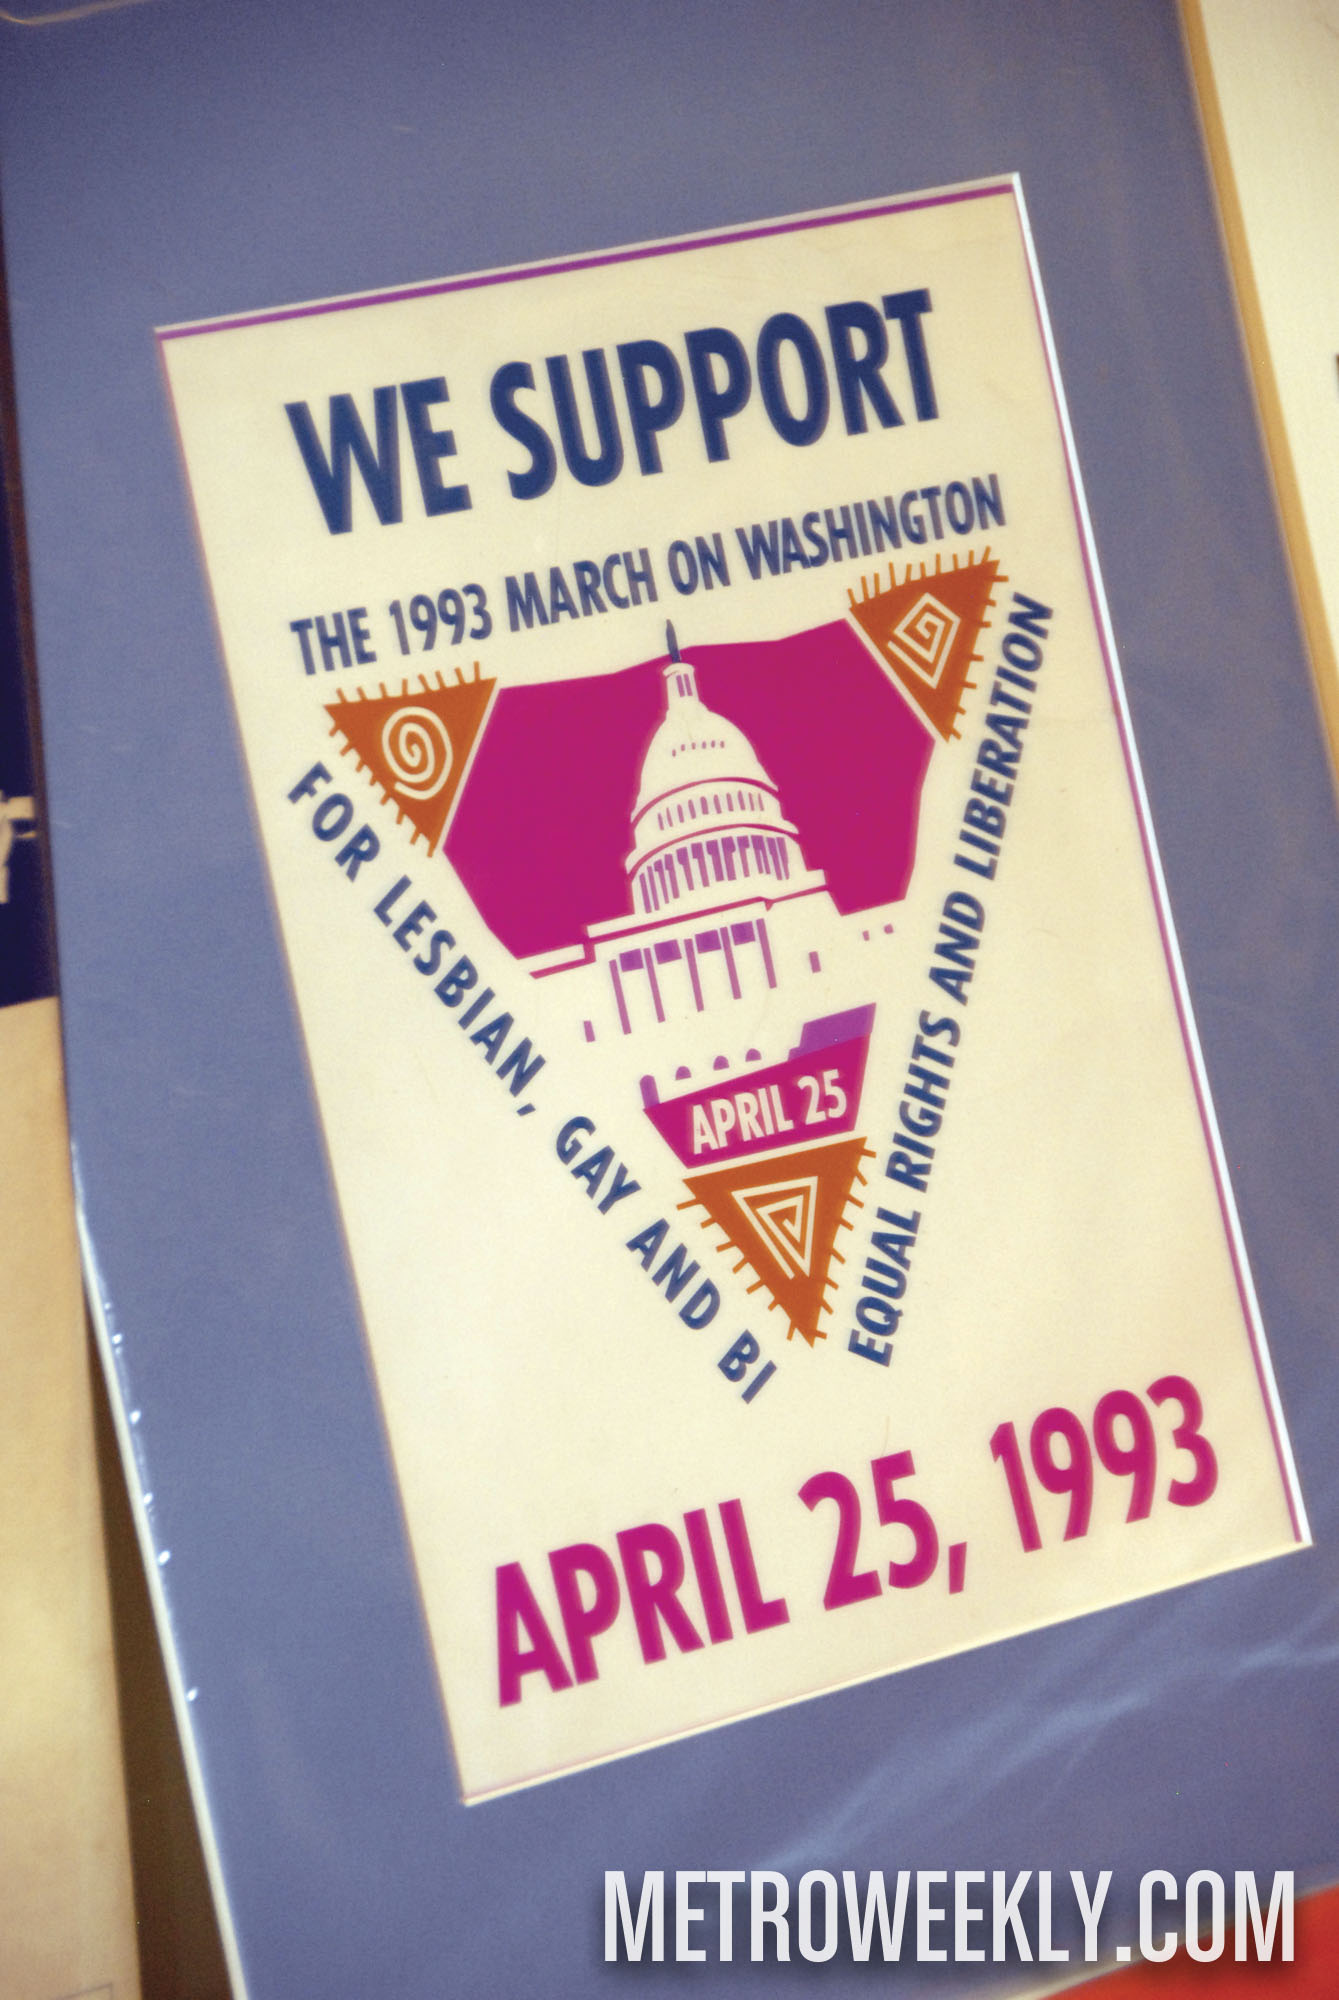 WE SUPPORT
THE 1993 MARCH ON WASHINGTON
FOR LESBIAN, GAY AND BI
EQUAL RIGHTS AND LIBERATION
APRIL 25
APRIL 25, 1993
METROWEEKLY.COM